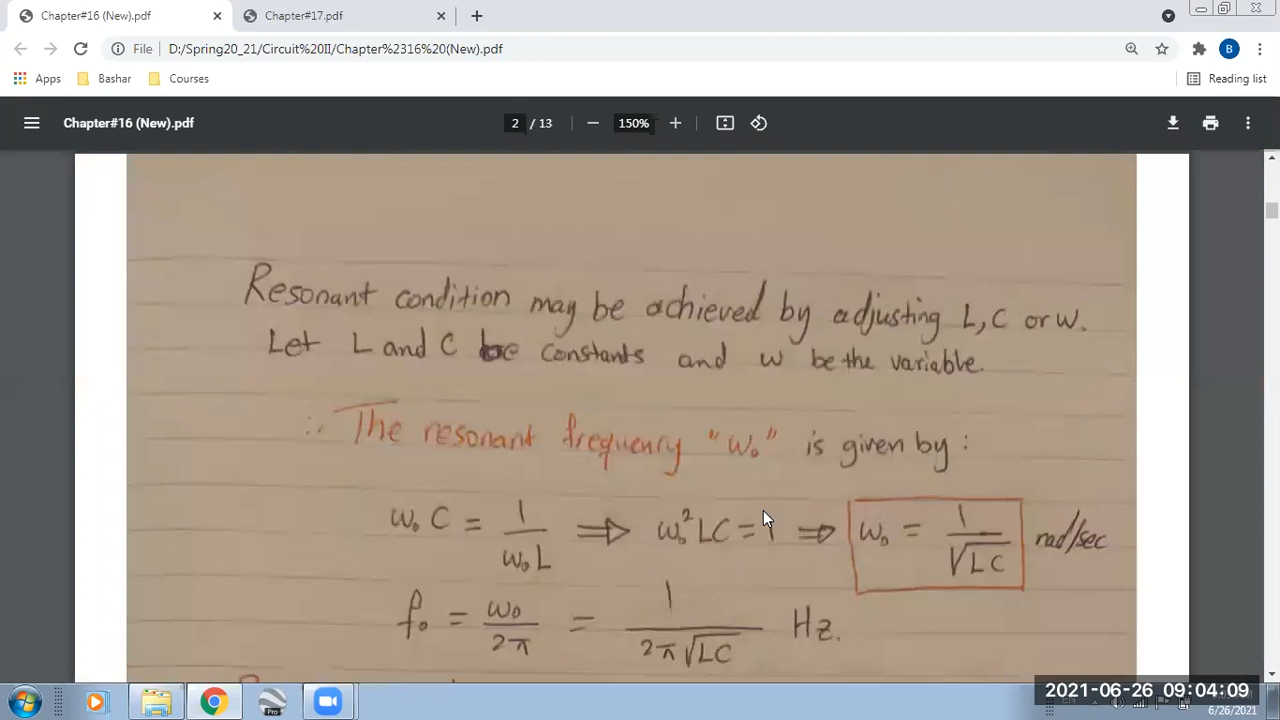 Chapter#16 (New).pdf
Chapter#17.pdf
File D:/Spring20_21/Circuit%20II/Chapter%2316%20(New).pdf
B
Apps Bashar Courses Reading list
Chapter#16 (New).pdf 2 / 13 150%
Resonant condition may be achieved by adjusting L, C or w.
Let L and C be constants and w be the variable.
∴ The resonant frequency "ω₀" is given by :
ω₀ C = 1/(ω₀ L) ⇒ ω₀² LC = 1 ⇒ ω₀ = 1/√(LC) rad/sec
f₀ = ω₀/2π = 1/(2π√(LC)) Hz.
Pro
2021-06-26 09:04:09
6/26/2021